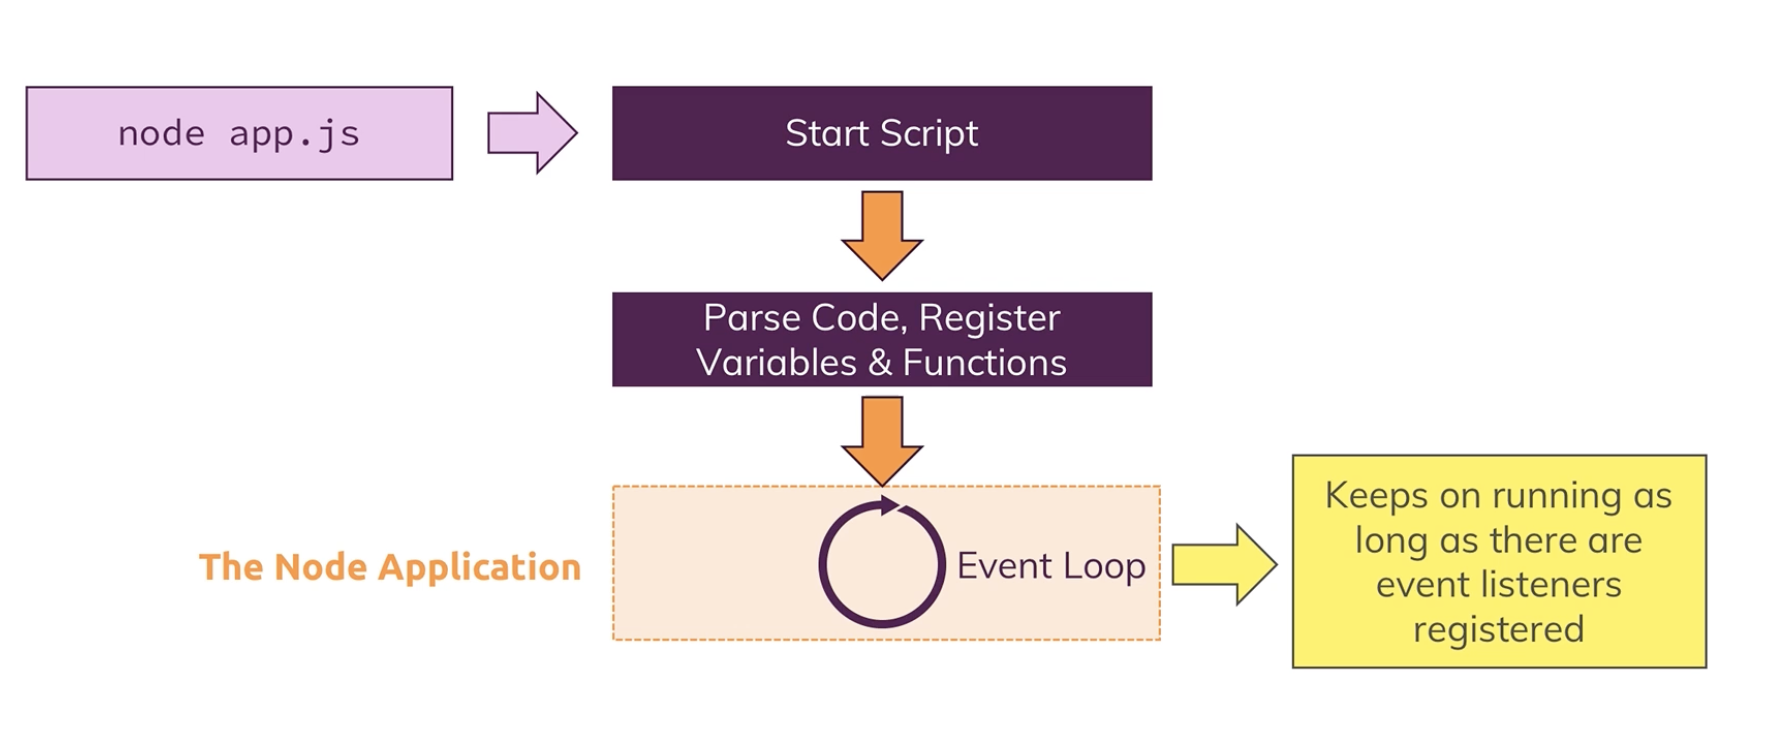 node app.js
Start Script
Parse Code, Register
Variables & Functions
The Node Application
Event Loop
Keeps on running as
long as there are
event listeners
registered